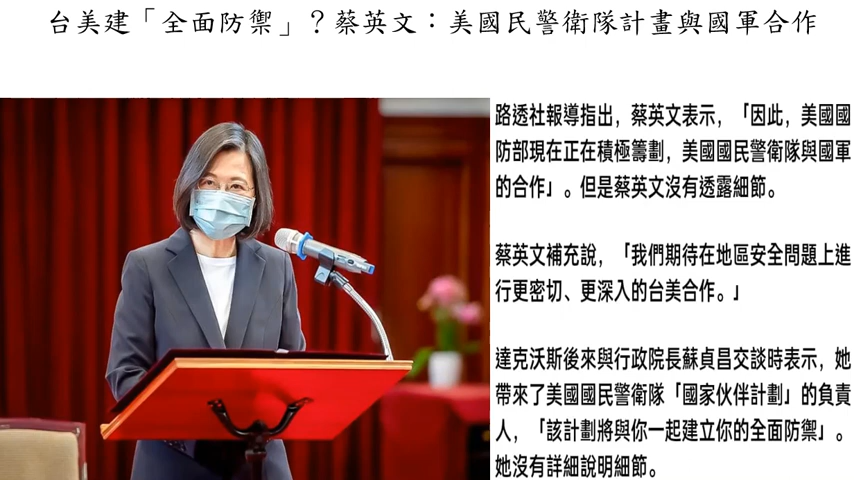 台美建「全面防禦」？蔡英文：美國民警衛隊計畫與國軍合作
路透社報導指出，蔡英文表示，「因此，美國國
防部現在正在積極籌劃，美國國民警衛隊與國軍
的合作」。但是蔡英文沒有透露細節。
蔡英文補充說，「我們期待在地區安全問題上進
行更密切、更深入的台美合作。」
達克沃斯後來與行政院長蘇貞昌交談時表示，她
帶來了美國國民警衛隊「國家伙伴計劃」的負責
人，「該計劃將與你一起建立你的全面防禦」。
她沒有詳細說明細節。